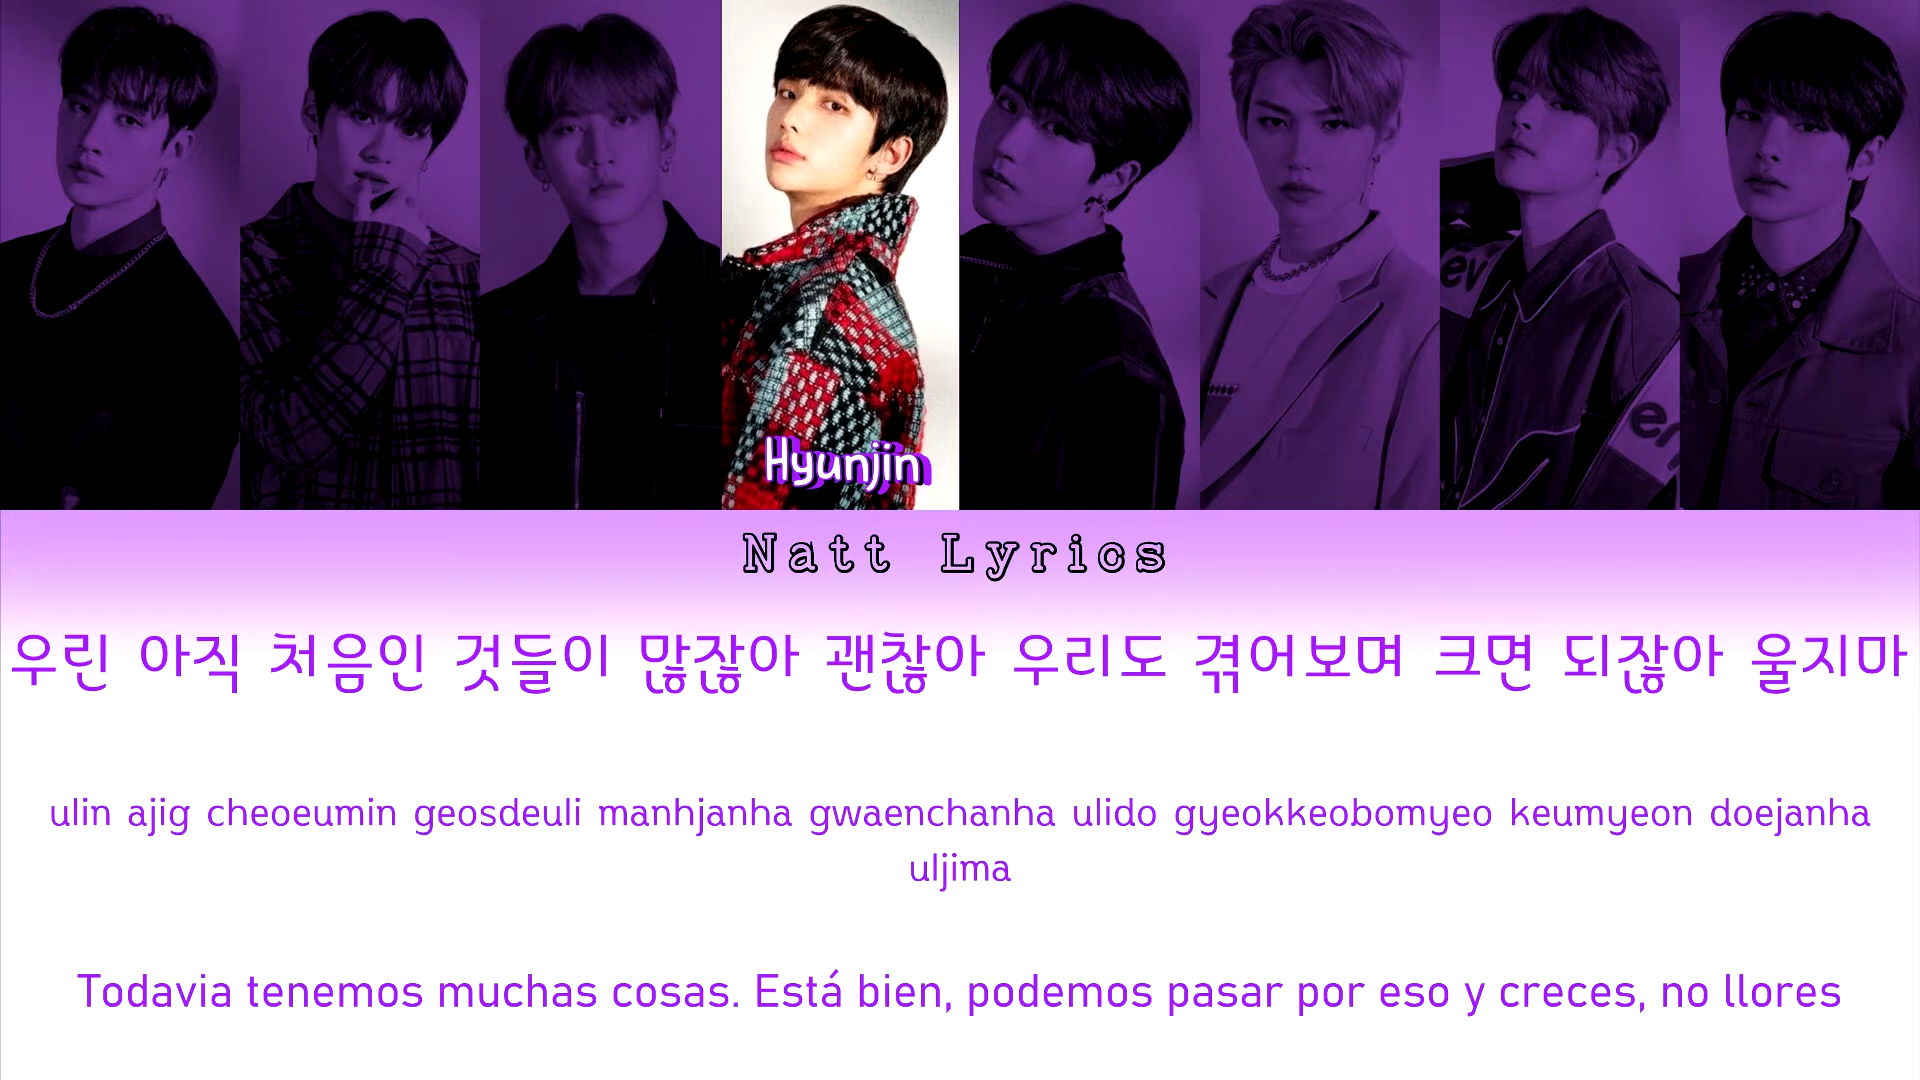 Hyunjin
Natt Lyrics
우린 아직 처음인 것들이 많잖아 괜찮아 우리도 겪어보며 크면 되잖아 울지마
ulin ajig cheoeumin geosdeuli manhjanha gwaenchanha ulido gyeokkeobomyeo keumyeon doejanha
uljima
Todavia tenemos muchas cosas. Está bien, podemos pasar por eso y creces, no llores